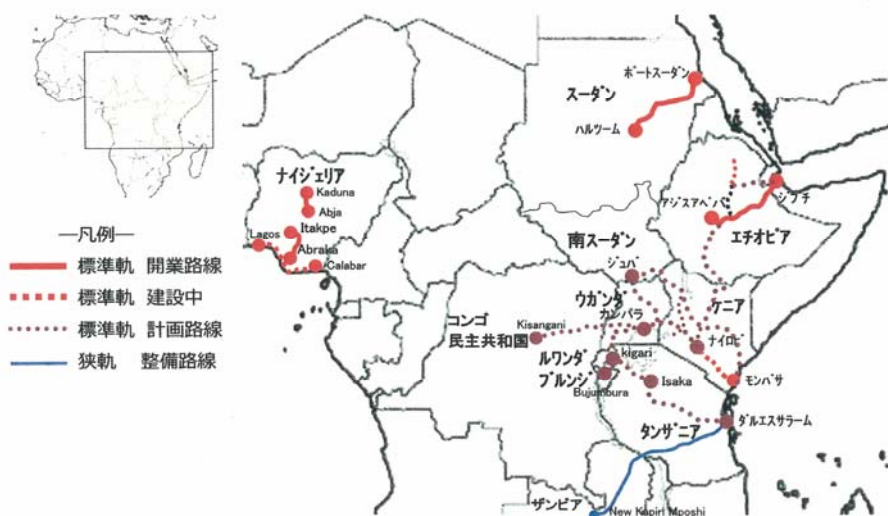 ポートスーダン
スーダン
ハルツーム
ナイジェリア
Kaduna
Abja
Itakpe
Lagos
Abraka
Calabar
アジスアベバ
ジブチ
エチオピア
南スーダン
ジュバ
ウガンダ
カンパラ
ケニア
ナイロビ
コンゴ
民主共和国
Kisangani
ルワンダ
kigari
ブルンジ
Bujumbura
Isaka
モンバサ
ダルエスサラーム
タンザニア
ザンビア
New Kapiri Mposhi
―凡例―
標準軌 開業路線
標準軌 建設中
標準軌 計画路線
狭軌 整備路線